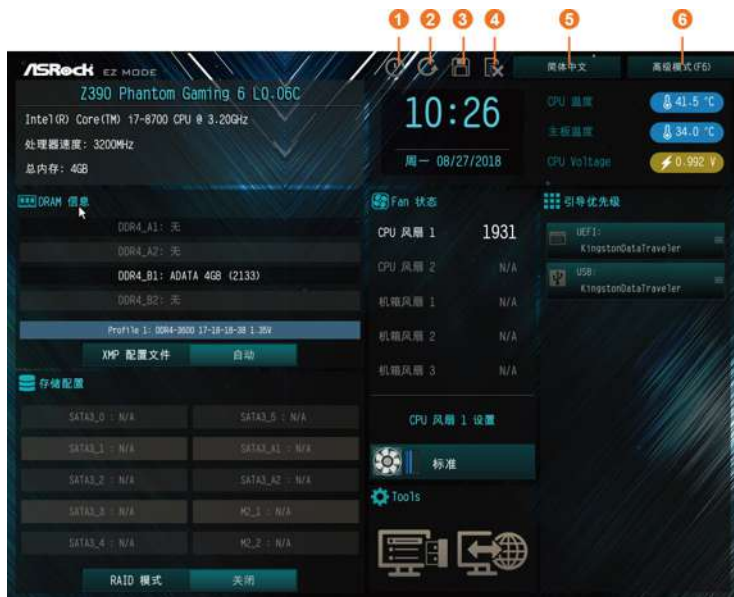 1 2 3 4 5 6
ASRock EZ MODE
简体中文
高级模式(F6)
Z390 Phantom Gaming 6 L0.06C
Intel(R) Core(TM) i7-8700 CPU @ 3.20GHz
处理器速度: 3200MHz
总内存: 4GB
10:26
周一 08/27/2018
CPU 温度 41.5 °C
主板温度 34.0 °C
CPU Voltage 0.992 V
DRAM 信息
DDR4_A1: 无
DDR4_A2: 无
DDR4_B1: ADATA 4GB (2133)
DDR4_B2: 无
Profile 1: DDR4-3600 17-18-18-38 1.35V
XMP 配置文件 自动
存储配置
SATA3_0 : N/A SATA3_5 : N/A
SATA3_1 : N/A SATA3_A1 : N/A
SATA3_2 : N/A SATA3_A2 : N/A
SATA3_3 : N/A M2_1 : N/A
SATA3_4 : N/A M2_2 : N/A
RAID 模式 关闭
Fan 状态
CPU 风扇 1 1931
CPU 风扇 2 N/A
机箱风扇 1 N/A
机箱风扇 2 N/A
机箱风扇 3 N/A
CPU 风扇 1 设置
标准
Tools
引导优先级
UEFI:
KingstonDataTraveler
USB:
KingstonDataTraveler